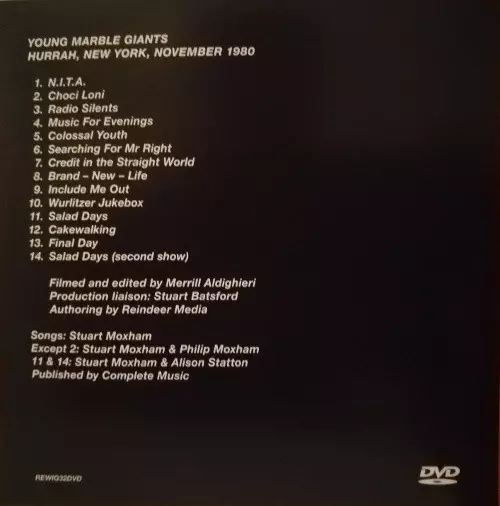 YOUNG MARBLE GIANTS
HURRAH, NEW YORK, NOVEMBER 1980
1. N.I.T.A.
2. Choci Loni
3. Radio Silents
4. Music For Evenings
5. Colossal Youth
6. Searching For Mr Right
7. Credit in the Straight World
8. Brand – New – Life
9. Include Me Out
10. Wurlitzer Jukebox
11. Salad Days
12. Cakewalking
13. Final Day
14. Salad Days (second show)
Filmed and edited by Merrill Aldighieri
Production liaison: Stuart Batsford
Authoring by Reindeer Media
Songs: Stuart Moxham
Except 2: Stuart Moxham & Philip Moxham
11 & 14: Stuart Moxham & Alison Statton
Published by Complete Music
REWIG32DVD
DVD